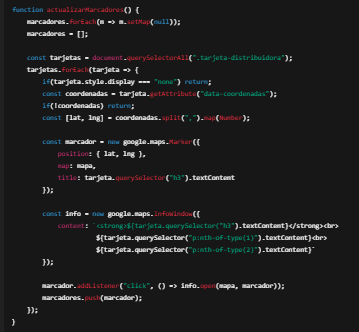 function actualizarMarcadores() {
marcadores.forEach(m => m.setMap(null));
marcadores = [];
const tarjetas = document.querySelectorAll(".tarjeta-distribuidora");
tarjetas.forEach(tarjeta => {
if(tarjeta.style.display === "none") return;
const coordenadas = tarjeta.getAttribute("data-coordenadas");
if(!coordenadas) return;
const [lat, lng] = coordenadas.split(",").map(Number);
const marcador = new google.maps.Marker({
position: { lat, lng },
map: mapa,
title: tarjeta.querySelector("h3").textContent
});
const info = new google.maps.InfoWindow({
content: `<strong>${tarjeta.querySelector("h3").textContent}</strong><br>
${tarjeta.querySelector("p:nth-of-type(1)").textContent}<br>
${tarjeta.querySelector("p:nth-of-type(2)").textContent}`
});
marcador.addListener("click", () => info.open(mapa, marcador));
marcadores.push(marcador);
});
}